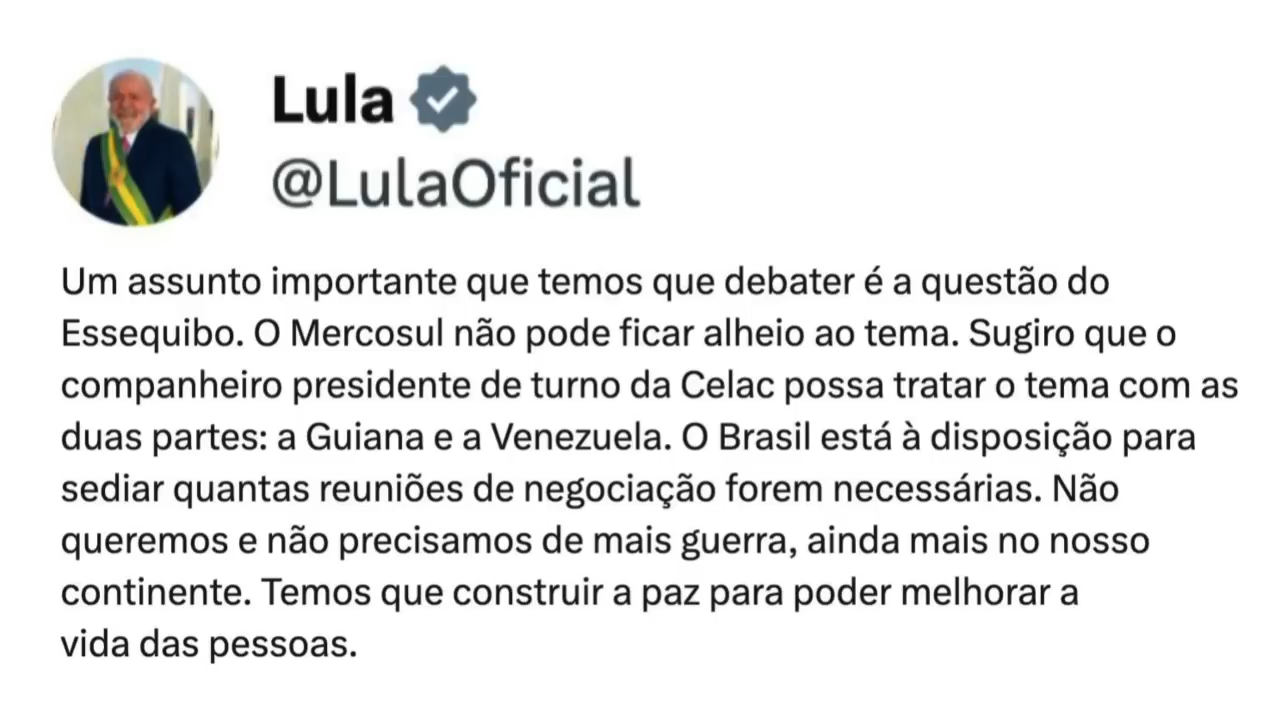 Lula
@LulaOficial
Um assunto importante que temos que debater é a questão do
Essequibo. O Mercosul não pode ficar alheio ao tema. Sugiro que o
companheiro presidente de turno da Celac possa tratar o tema com as
duas partes: a Guiana e a Venezuela. O Brasil está à disposição para
sediar quantas reuniões de negociação forem necessárias. Não
queremos e não precisamos de mais guerra, ainda mais no nosso
continente. Temos que construir a paz para poder melhorar a
vida das pessoas.